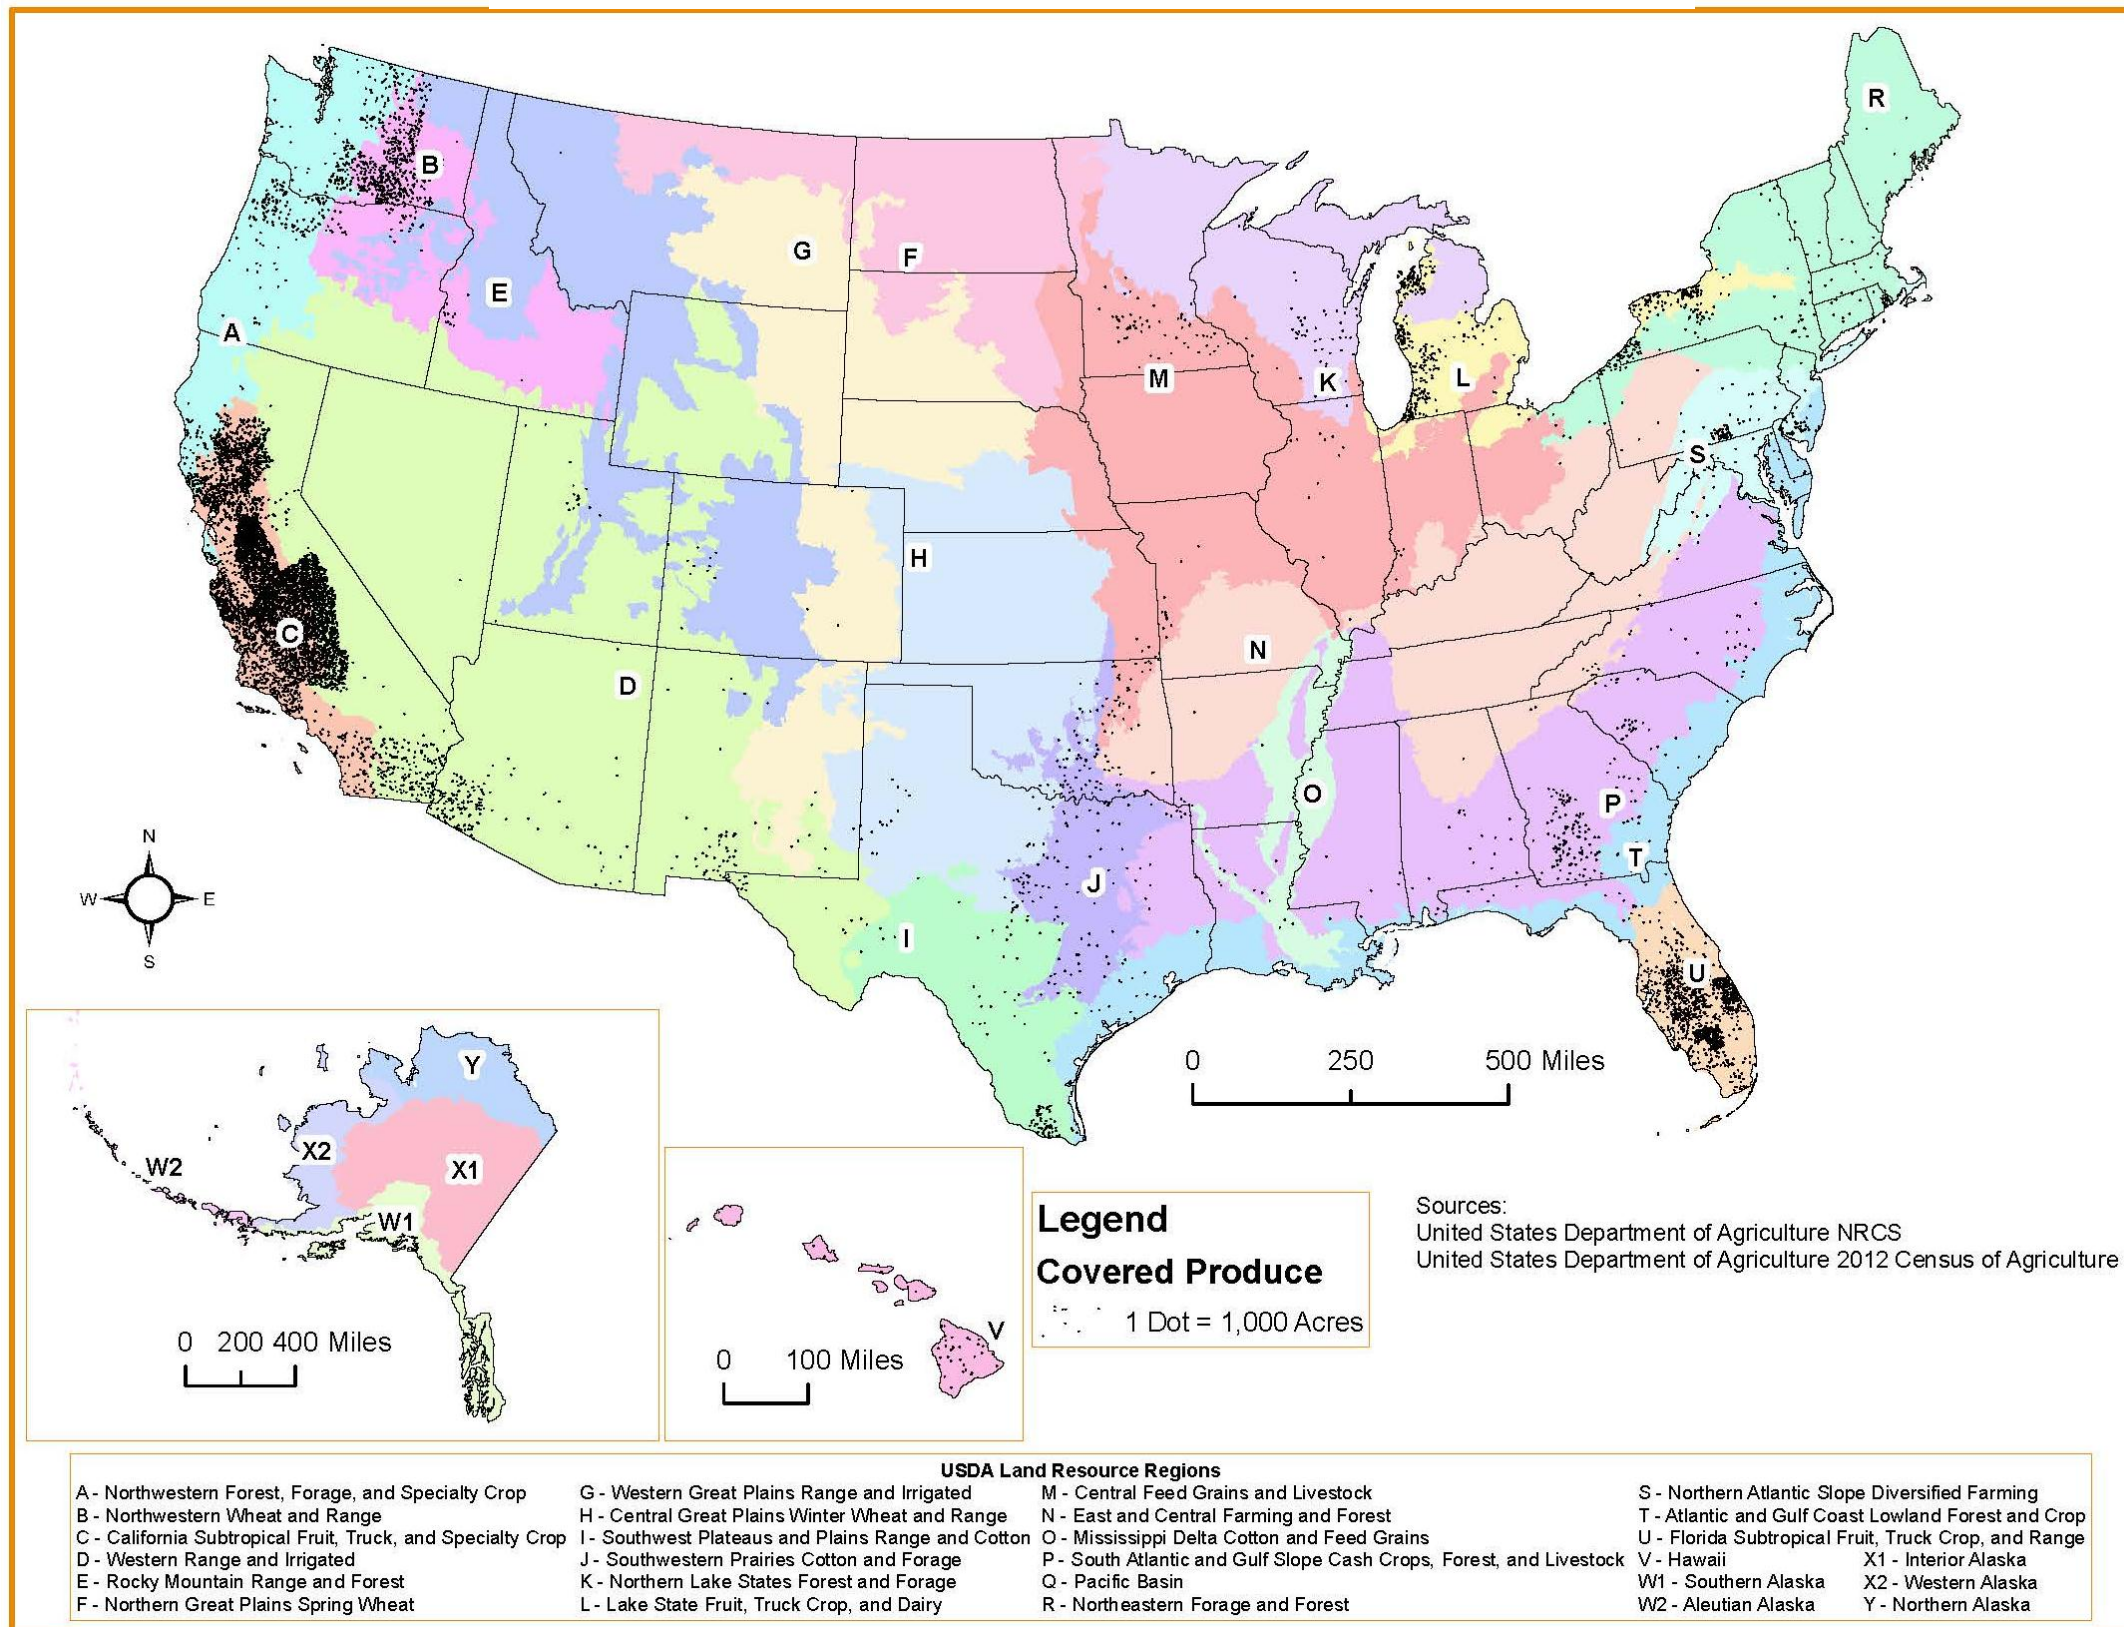 R
B
G
F
E
A
M
K
L
S
H
C
N
D
O
P
T
J
I
U
N
W
E
S
0 250 500 Miles
Y
X2
X1
W2
W1
0 200 400 Miles
V
0 100 Miles
Legend
Covered Produce
1 Dot = 1,000 Acres
Sources:
United States Department of Agriculture NRCS
United States Department of Agriculture 2012 Census of Agriculture
USDA Land Resource Regions
A - Northwestern Forest, Forage, and Specialty Crop
B - Northwestern Wheat and Range
C - California Subtropical Fruit, Truck, and Specialty Crop
D - Western Range and Irrigated
E - Rocky Mountain Range and Forest
F - Northern Great Plains Spring Wheat
G - Western Great Plains Range and Irrigated
H - Central Great Plains Winter Wheat and Range
I - Southwest Plateaus and Plains Range and Cotton
J - Southwestern Prairies Cotton and Forage
K - Northern Lake States Forest and Forage
L - Lake State Fruit, Truck Crop, and Dairy
M - Central Feed Grains and Livestock
N - East and Central Farming and Forest
O - Mississippi Delta Cotton and Feed Grains
P - South Atlantic and Gulf Slope Cash Crops, Forest, and Livestock
Q - Pacific Basin
R - Northeastern Forage and Forest
S - Northern Atlantic Slope Diversified Farming
T - Atlantic and Gulf Coast Lowland Forest and Crop
U - Florida Subtropical Fruit, Truck Crop, and Range
V - Hawaii
W1 - Southern Alaska
W2 - Aleutian Alaska
X1 - Interior Alaska
X2 - Western Alaska
Y - Northern Alaska